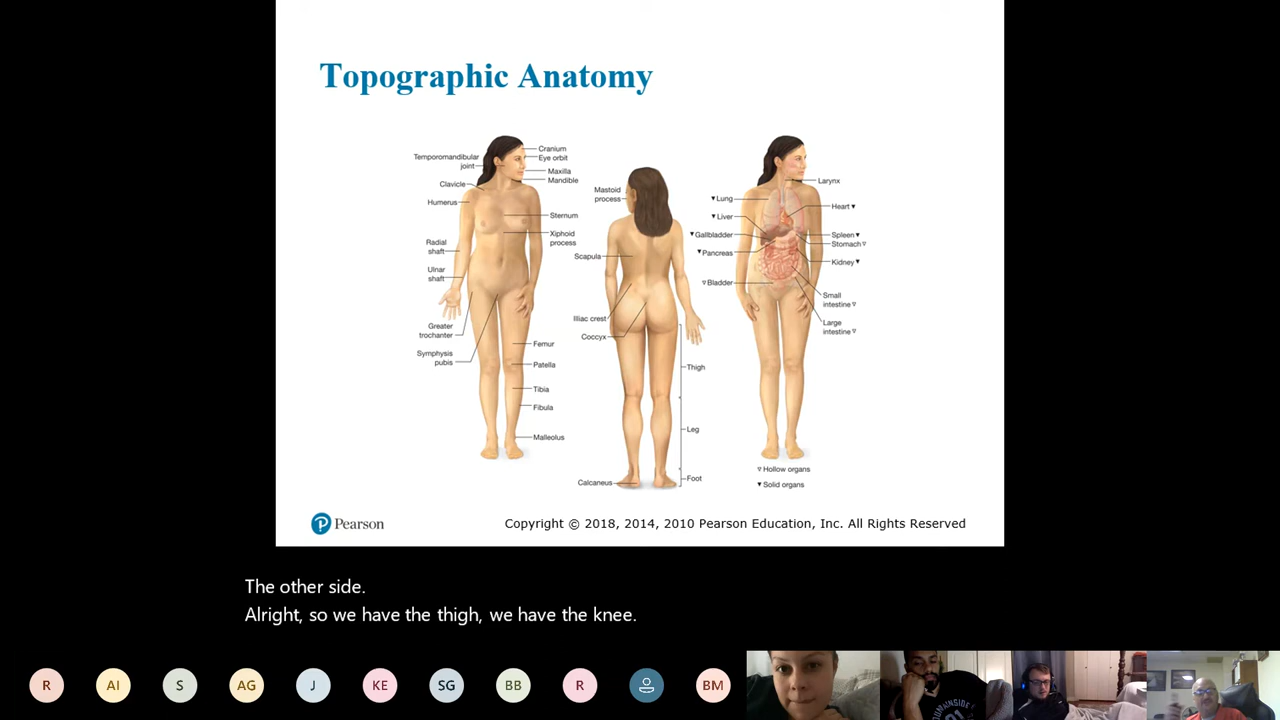 Topographic Anatomy
Temporomandibular
joint
Clavicle
Humerus
Radial
shaft
Ulnar
shaft
Greater
trochanter
Symphysis
pubis
Cranium
Eye orbit
Maxilla
Mandible
Sternum
Xiphoid
process
Femur
Patella
Tibia
Fibula
Malleolus
Mastoid
process
Scapula
Illiac crest
Coccyx
Calcaneus
Thigh
Leg
Foot
▼Lung
▼Liver
▼Gallbladder
▼Pancreas
▽Bladder
Larynx
Heart▼
Spleen▼
Stomach▽
Kidney▼
Small
intestine▽
Large
intestine▽
▽Hollow organs
▼Solid organs
P Pearson
Copyright © 2018, 2014, 2010 Pearson Education, Inc. All Rights Reserved
The other side.
Alright, so we have the thigh, we have the knee.
R AI S AG J KE SG BB R BM